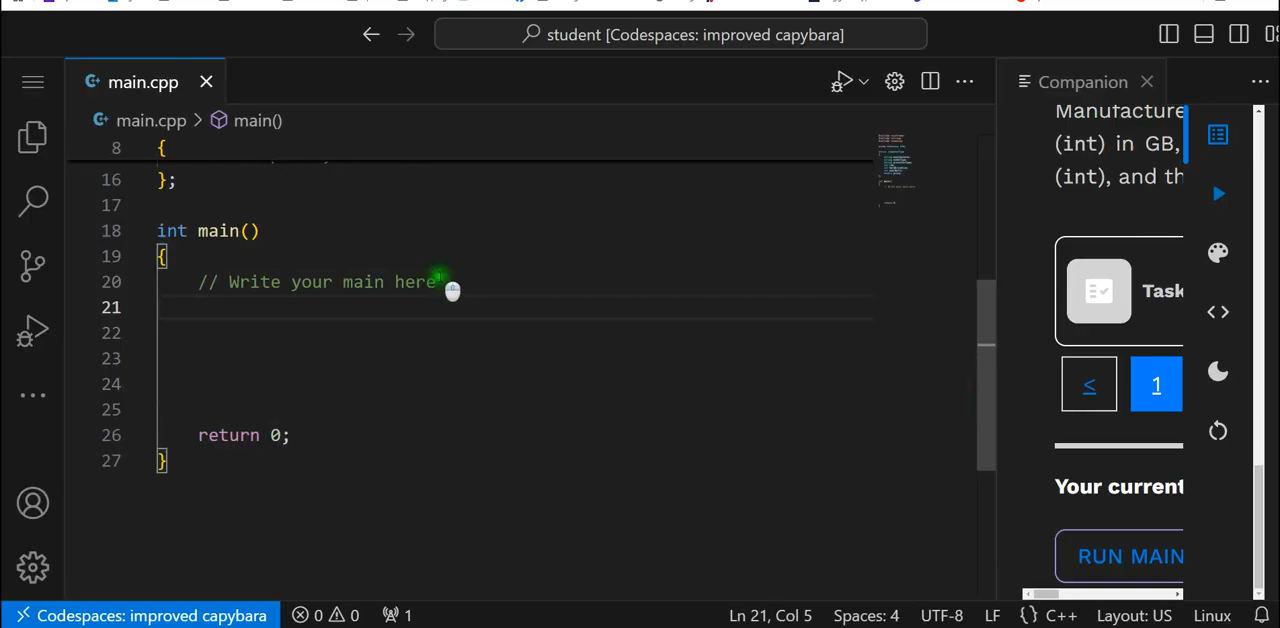 student [Codespaces: improved capybara]
main.cpp
Companion
main.cpp > main()
8 {
16 };
17
18 int main()
19 {
20 // Write your main here
21
22
23
24
25
26 return 0;
27 }
Manufacture
(int) in GB,
(int), and th
Task
≤ 1
Your current
RUN MAIN
Codespaces: improved capybara 0 0 1 Ln 21, Col 5 Spaces: 4 UTF-8 LF {} C++ Layout: US Linux